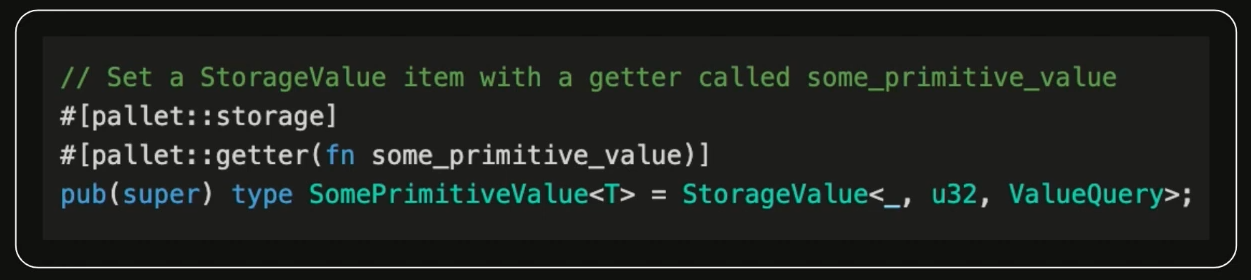 // Set a StorageValue item with a getter called some_primitive_value
#[pallet::storage]
#[pallet::getter(fn some_primitive_value)]
pub(super) type SomePrimitiveValue<T> = StorageValue<_, u32, ValueQuery>;